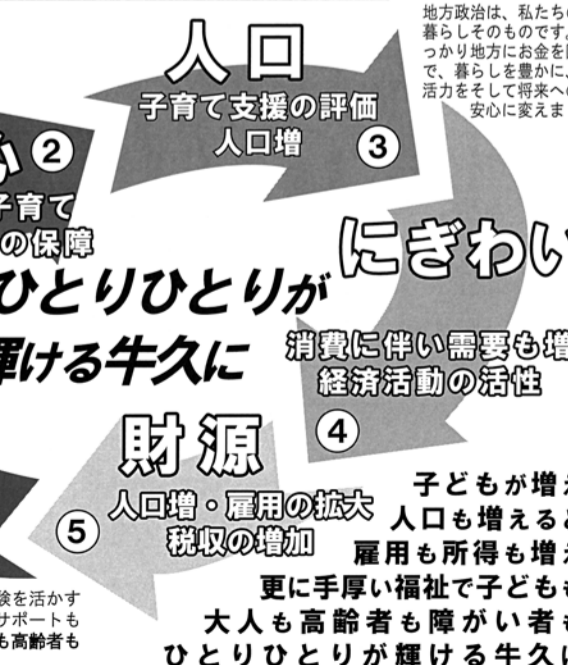 地方政治は、私たち
暮らしそのものです。
っかり地方にお金を
で、暮らしを豊かに、
活力をそして将来への
安心に変えま
人口
子育て支援の評価
人口増
③
②
子育て
の保障
にぎわい
ひとりひとりが
輝ける牛久に
消費に伴い需要も増
経済活動の活性
④
財源
人口増・雇用の拡大
税収の増加
⑤
子どもが増え
人口も増えると
雇用も所得も増え
更に手厚い福祉で子どもも
大人も高齢者も障がい者も
ひとりひとりが輝ける牛久に
験を活かす
サポートも
も高齢者も